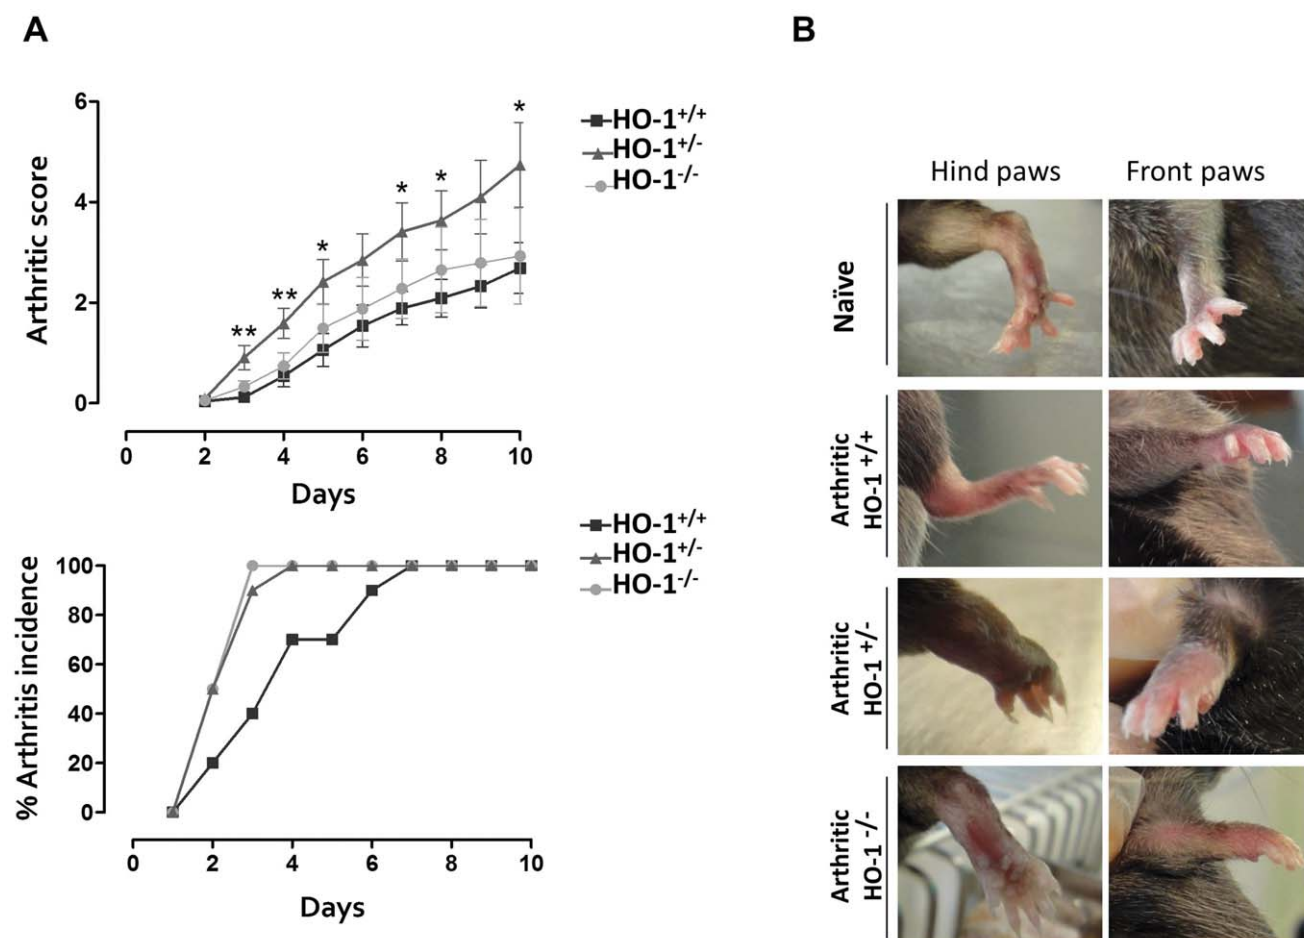 A
6
4
2
0
Arthritic score
**
**
*
*
*
*
0 2 4 6 8 10
Days
HO-1+/+
HO-1+/-
HO-1-/-
100
80
60
40
20
0
% Arthritis incidence
0 2 4 6 8 10
Days
HO-1+/+
HO-1+/-
HO-1-/-
B
Hind paws Front paws
Naïve
Arthritic
HO-1 +/+
Arthritic
HO-1 +/-
Arthritic
HO-1 -/-